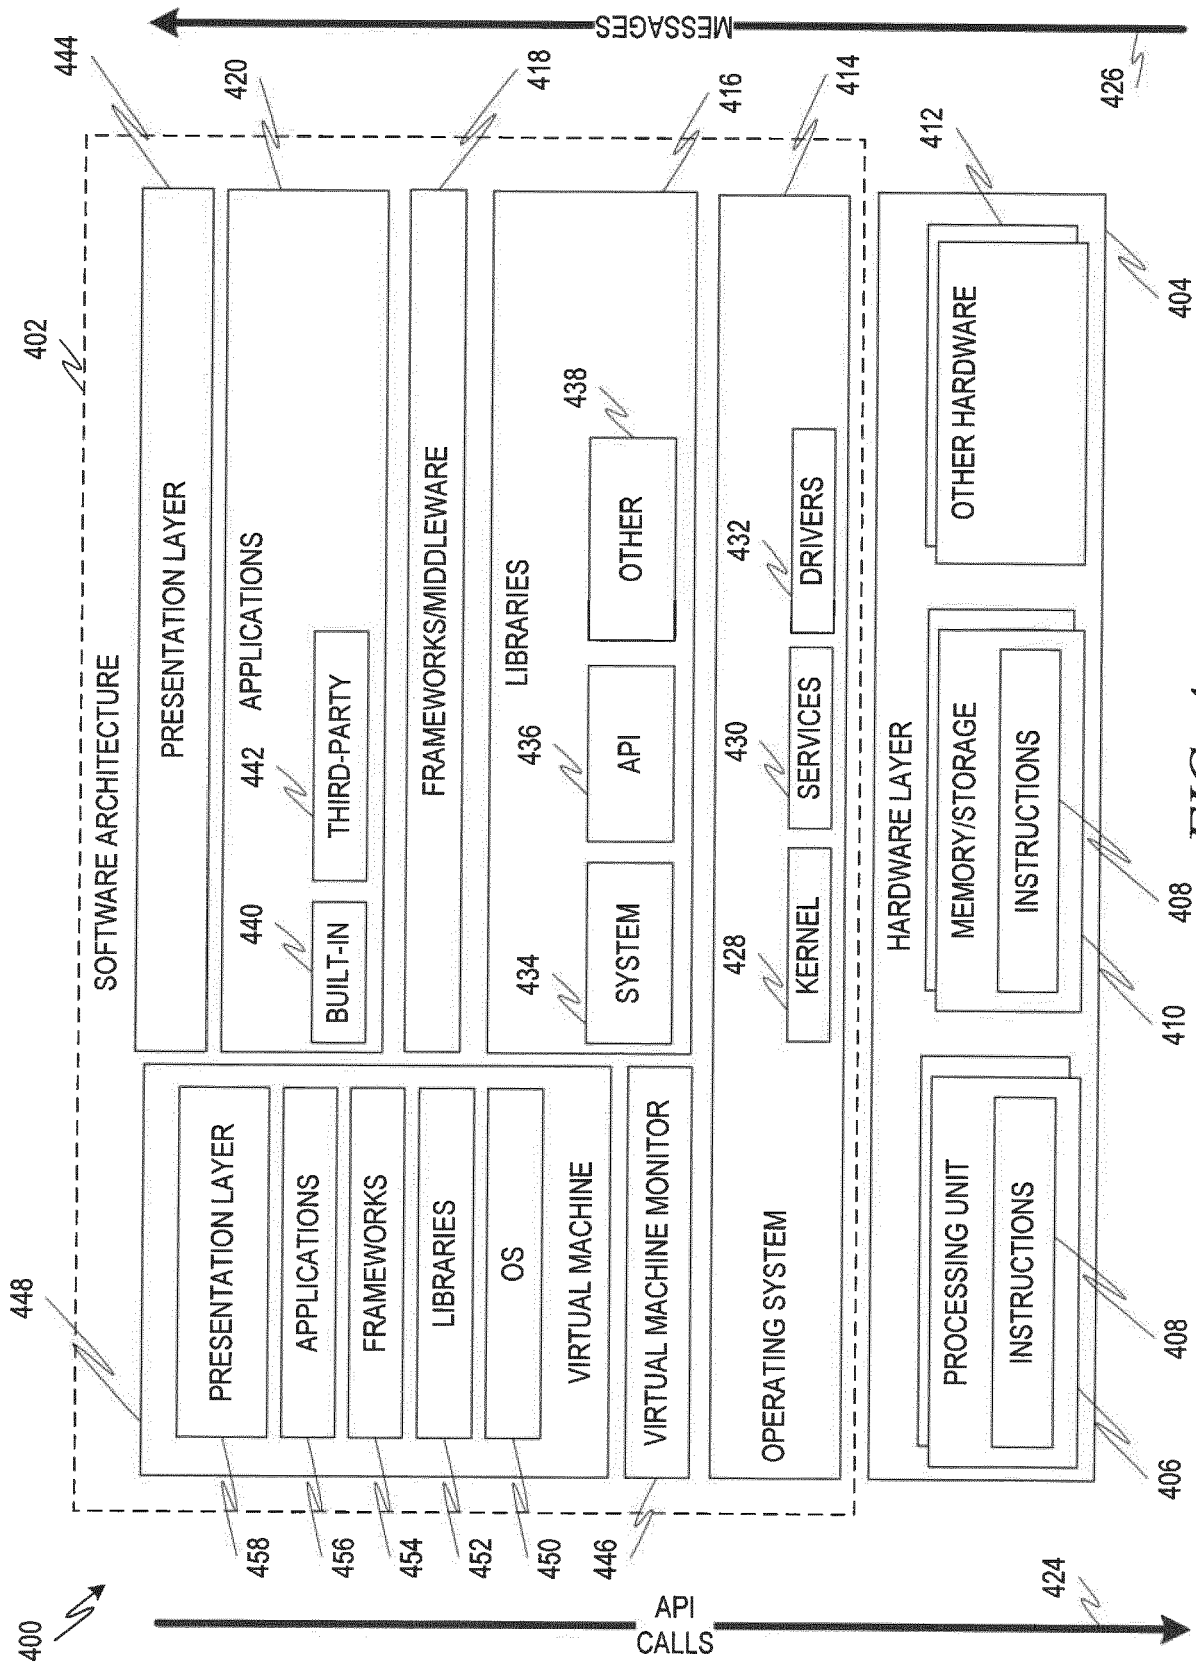 400
402
SOFTWARE ARCHITECTURE
444
PRESENTATION LAYER
420
APPLICATIONS
440
BUILT-IN
442
THIRD-PARTY
418
FRAMEWORKS/MIDDLEWARE
416
LIBRARIES
434
SYSTEM
436
API
438
OTHER
448
PRESENTATION LAYER
458
APPLICATIONS
456
FRAMEWORKS
454
LIBRARIES
452
OS
450
VIRTUAL MACHINE
VIRTUAL MACHINE MONITOR
446
414
OPERATING SYSTEM
428
KERNEL
430
SERVICES
432
DRIVERS
HARDWARE LAYER
404
PROCESSING UNIT
INSTRUCTIONS
406
408
MEMORY/STORAGE
INSTRUCTIONS
410
408
412
OTHER HARDWARE
API
CALLS
424
MESSAGES
426